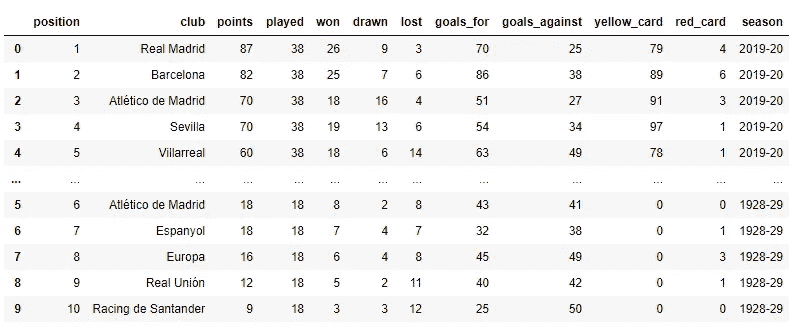 position club points played won drawn lost goals_for goals_against yellow_card red_card season
0 1 Real Madrid 87 38 26 9 3 70 25 79 4 2019-20
1 2 Barcelona 82 38 25 7 6 86 38 89 6 2019-20
2 3 Atlético de Madrid 70 38 18 16 4 51 27 91 3 2019-20
3 4 Sevilla 70 38 19 13 6 54 34 97 1 2019-20
4 5 Villarreal 60 38 18 6 14 63 49 78 1 2019-20
... ... ... ... ... ... ... ... ... ... ... ... ...
5 6 Atlético de Madrid 18 18 8 2 8 43 41 0 0 1928-29
6 7 Espanyol 18 18 7 4 7 32 38 0 1 1928-29
7 8 Europa 16 18 6 4 8 45 49 0 3 1928-29
8 9 Real Unión 12 18 5 2 11 40 42 0 1 1928-29
9 10 Racing de Santander 9 18 3 3 12 25 50 0 0 1928-29